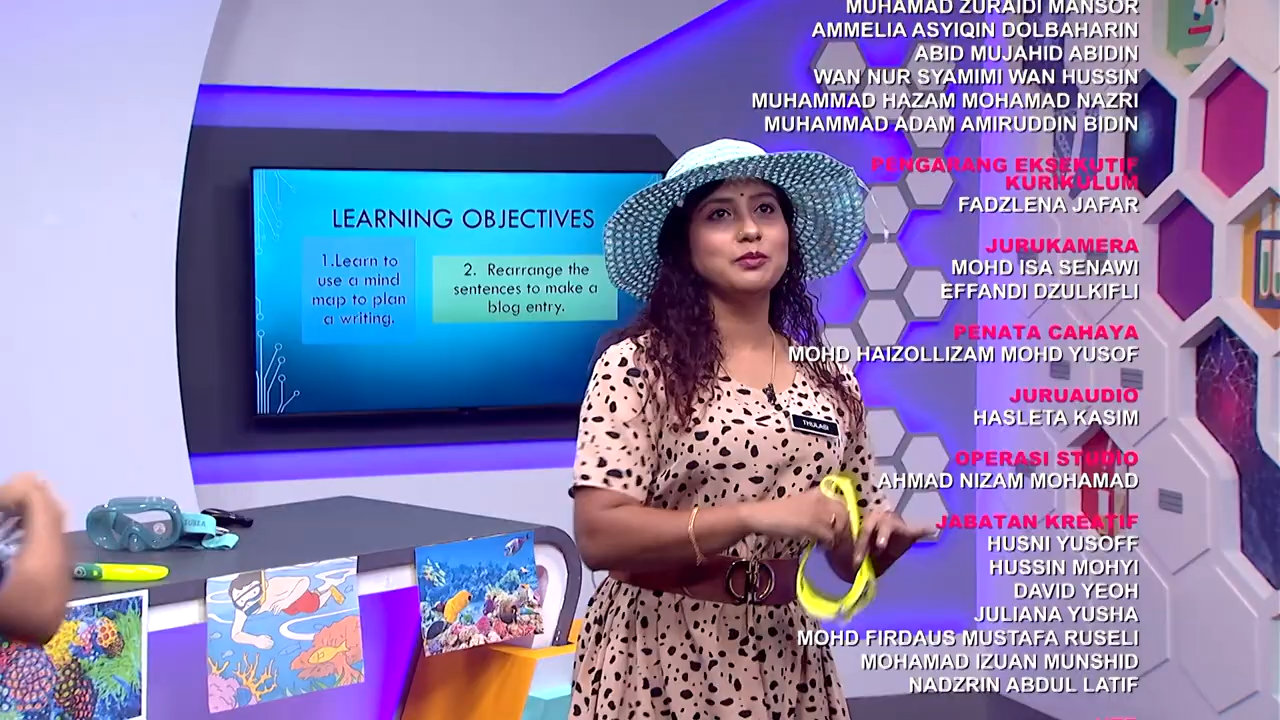 MUHAMAD ZURAIDI MANSOR
AMMELIA ASYIQIN DOLBAHARIN
ABID MUJAHID ABIDIN
WAN NUR SYAMIMI WAN HUSSIN
MUHAMMAD HAZAM MOHAMAD NAZRI
MUHAMMAD ADAM AMIRUDDIN BIDIN
PENGARANG EKSEKUTIF
KURIKULUM
FADZLENA JAFAR
JURUKAMERA
MOHD ISA SENAWI
EFFANDI DZULKIFLI
PENATA CAHAYA
MOHD HAIZOLLIZAM MOHD YUSOF
JURUAUDIO
HASLETA KASIM
OPERASI STUDIO
AHMAD NIZAM MOHAMAD
JABATAN KREATIF
HUSNI YUSOFF
HUSSIN MOHYI
DAVID YEOH
JULIANA YUSHA
MOHD FIRDAUS MUSTAFA RUSELI
MOHAMAD IZUAN MUNSHID
NADZRIN ABDUL LATIF
LEARNING OBJECTIVES
1.Learn to
use a mind
map to plan
a writing.
2. Rearrange the
sentences to make a
blog entry.
THULASI